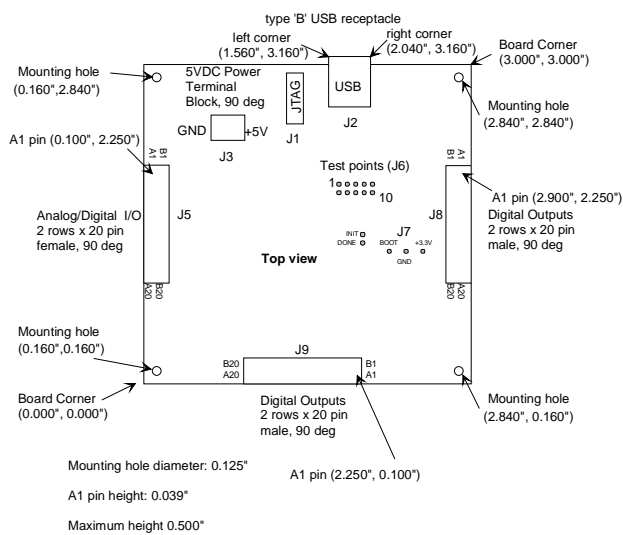 type 'B' USB receptacle
left corner
(1.560", 3.160")
right corner
(2.040", 3.160")
Board Corner
(3.000", 3.000")
Mounting hole
(0.160",2.840")
5VDC Power
Terminal
Block, 90 deg
JTAG
USB
Mounting hole
(2.840", 2.840")
GND
+5V
J1
J2
J3
A1 pin (0.100", 2.250")
A1
B1
B1
A1
Test points (J6)
1
10
A1 pin (2.900", 2.250")
Analog/Digital I/O
2 rows x 20 pin
female, 90 deg
J5
J8
Digital Outputs
2 rows x 20 pin
male, 90 deg
INIT
DONE
J7
BOOT
+3.3V
GND
Top view
A20
B20
B20
A20
Mounting hole
(0.160",0.160")
J9
B20
A20
B1
A1
Board Corner
(0.000", 0.000")
Digital Outputs
2 rows x 20 pin
male, 90 deg
Mounting hole
(2.840", 0.160")
A1 pin (2.250", 0.100")
Mounting hole diameter: 0.125"
A1 pin height: 0.039"
Maximum height 0.500"